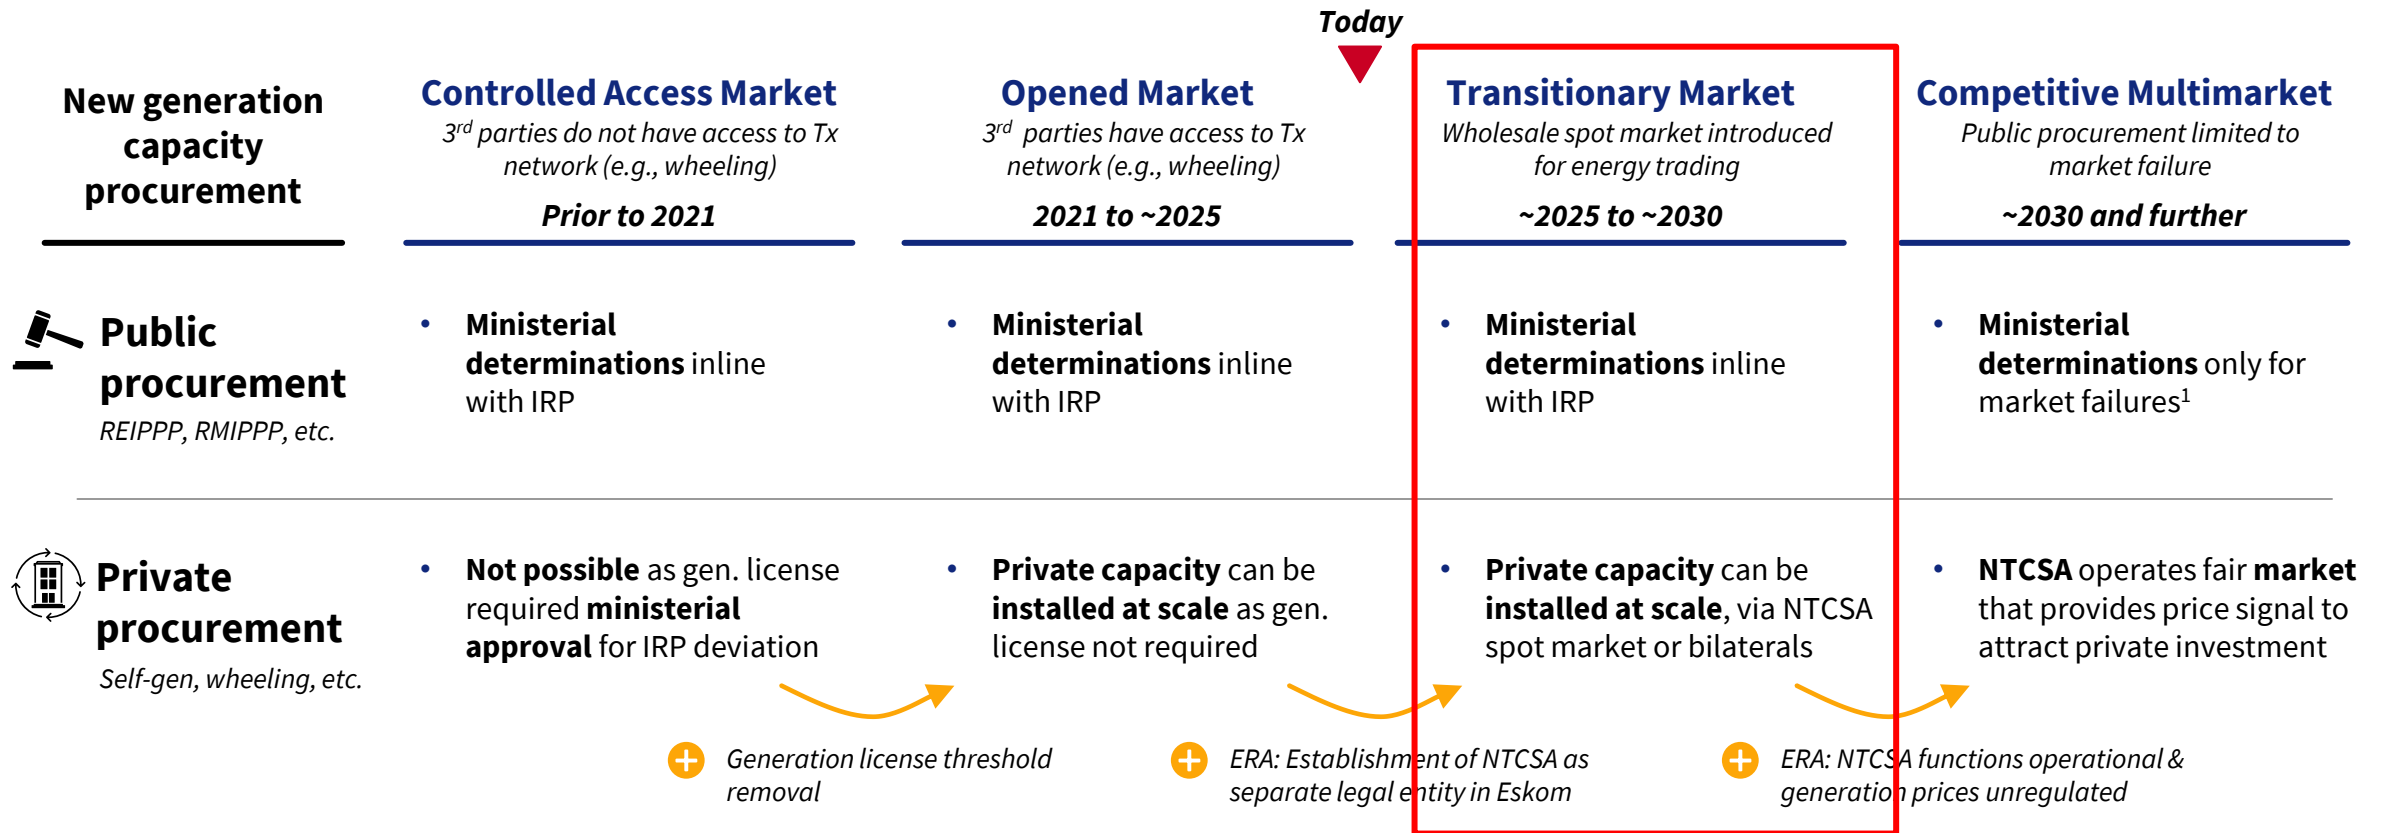 Today
New generation
capacity
procurement
Controlled Access Market
3rd parties do not have access to Tx
network (e.g., wheeling)
Prior to 2021
Opened Market
3rd parties have access to Tx
network (e.g., wheeling)
2021 to ~2025
Transitionary Market
Wholesale spot market introduced
for energy trading
~2025 to ~2030
Competitive Multimarket
Public procurement limited to
market failure
~2030 and further
Public
procurement
REIPPP, RMIPPP, etc.
• Ministerial
determinations inline
with IRP
• Ministerial
determinations inline
with IRP
• Ministerial
determinations inline
with IRP
• Ministerial
determinations only for
market failures¹
Private
procurement
Self-gen, wheeling, etc.
• Not possible as gen. license
required ministerial
approval for IRP deviation
• Private capacity can be
installed at scale as gen.
license not required
• Private capacity can be
installed at scale, via NTCSA
spot market or bilaterals
• NTCSA operates fair market
that provides price signal to
attract private investment
Generation license threshold
removal
ERA: Establishment of NTCSA as
separate legal entity in Eskom
ERA: NTCSA functions operational &
generation prices unregulated